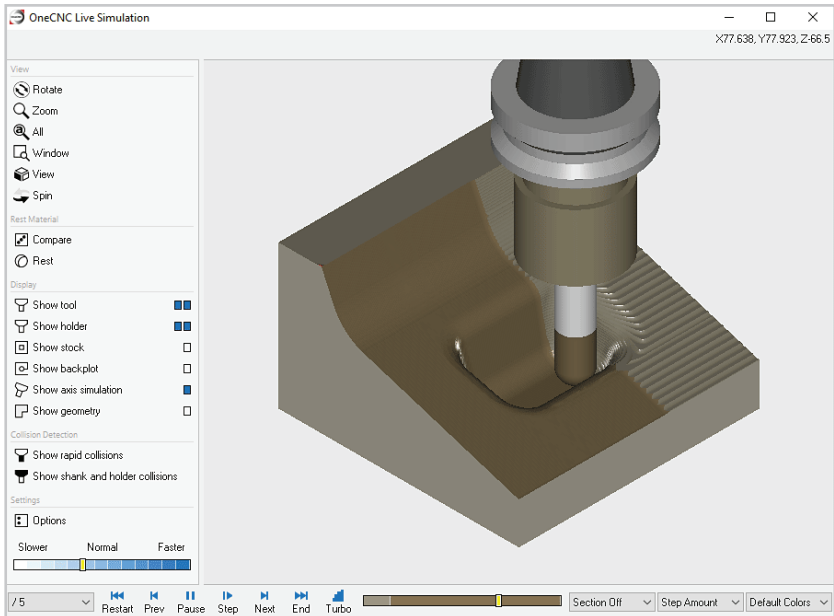 OneCNC Live Simulation
X77.638, Y77.923, Z-66.5
View
Rotate
Zoom
All
Window
View
Spin
Rest Material
Compare
Rest
Display
Show tool
Show holder
Show stock
Show backplot
Show axis simulation
Show geometry
Collision Detection
Show rapid collisions
Show shank and holder collisions
Settings
Options
Slower Normal Faster
/ 5 Restart Prev Pause Step Next End Turbo Section Off Step Amount Default Colors